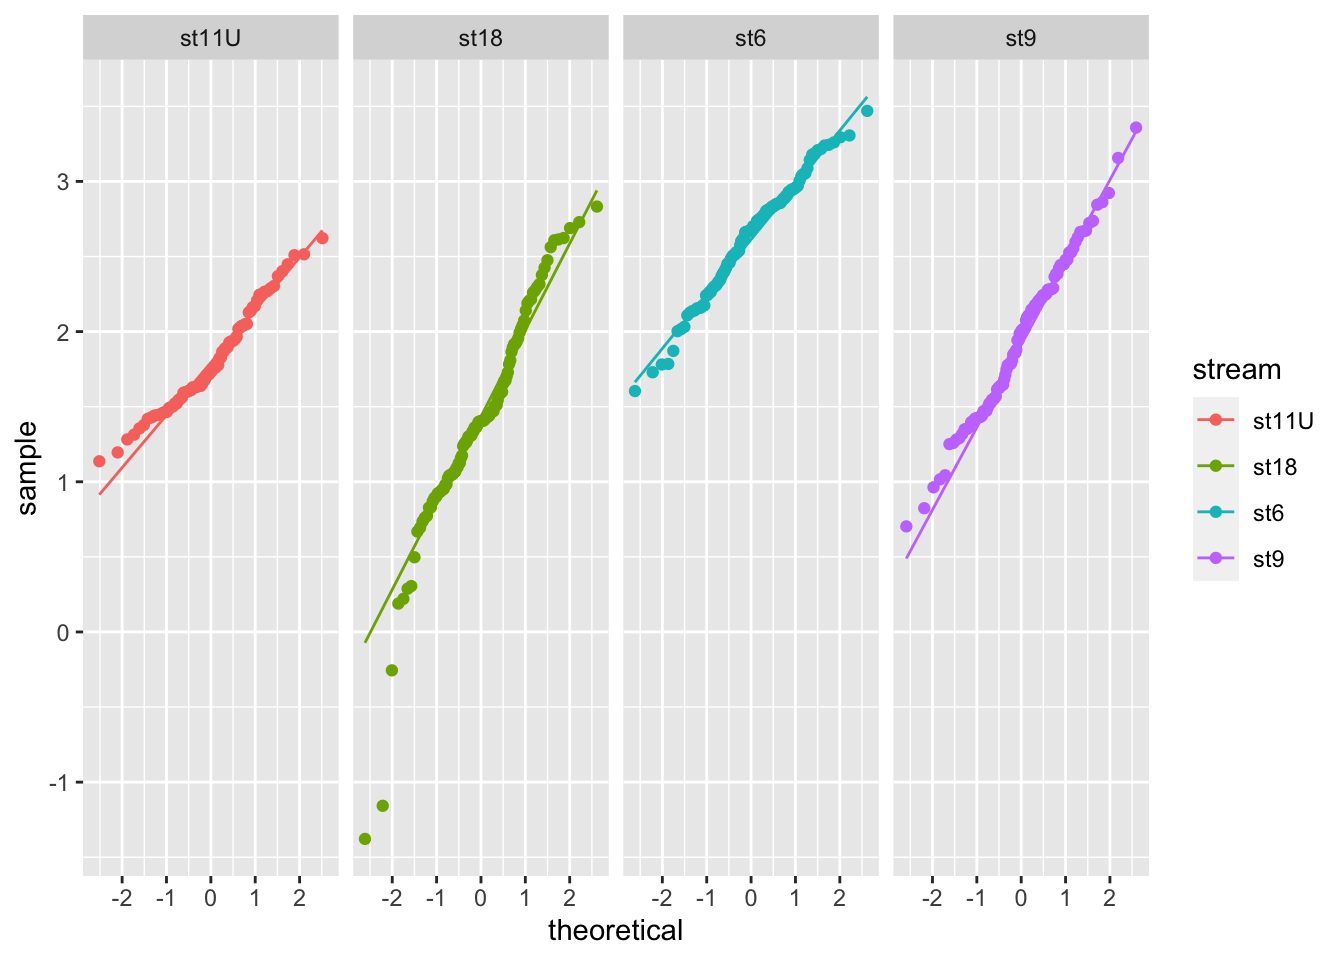 st11U st18 st6 st9
3
2
1
0
-1
sample
-2 -1 0 1 2 -2 -1 0 1 2 -2 -1 0 1 2 -2 -1 0 1 2
theoretical
stream
st11U
st18
st6
st9